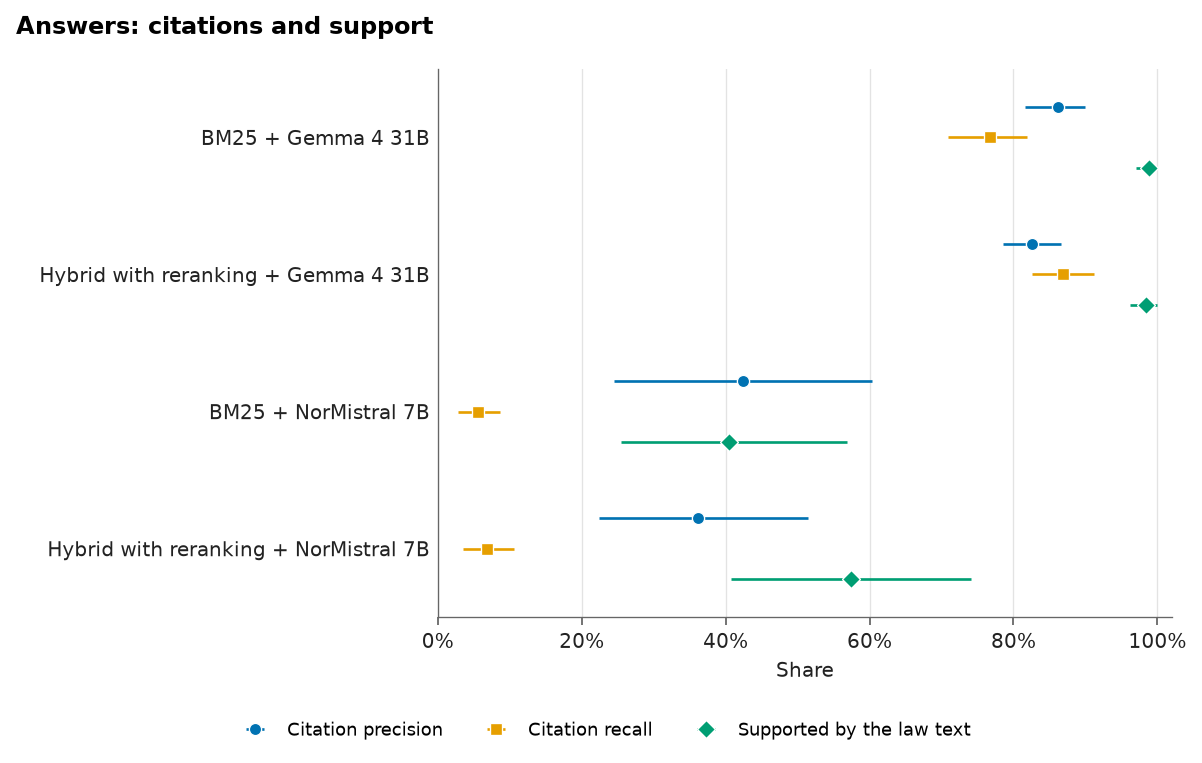 Answers: citations and support
BM25 + Gemma 4 31B
Hybrid with reranking + Gemma 4 31B
BM25 + NorMistral 7B
Hybrid with reranking + NorMistral 7B
0% 20% 40% 60% 80% 100%
Share
Citation precision Citation recall Supported by the law text